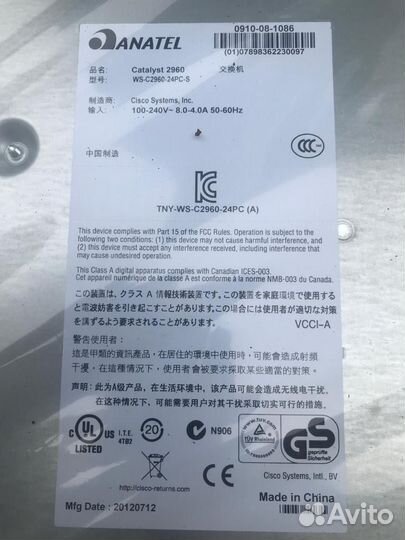 ANATEL
0910-08-1086
(01)07898362230097
品名: Catalyst 2960 交换机
型号: WS-C2960-24PC-S
制造商: Cisco Systems, Inc.
输入: 100-240V~ 8.0-4.0A 50-60Hz
中国制造
CCC
TNY-WS-C2960-24PC (A)
This device complies with Part 15 of the FCC Rules. Operation is subject to the
following two conditions: (1) this device may not cause harmful interference, and
(2) this device must accept any interference received, including interference that
may cause undesired operation.
This Class A digital apparatus complies with Canadian ICES-003.
Cet appareil numérique de la classe A est conforme à la norme NMB-003 du Canada.
この装置は、クラス A 情報技術装置です。この装置を家庭環境で使用すると
電波妨害を引き起こすことがあります。この場合には使用者が適切な対策
を講ずるよう要求されることがあります。 VCCI-A
警告使用者:
這是甲類的資訊產品，在居住的環境中使用時，可能會造成射頻
干擾，在這種情況下，使用者會被要求採取某些適當的對策。
声明: 此为A级产品，在生活环境中，该产品可能会造成无线电干扰。
在这种情况下，可能需要用户对其干扰采取切实可行的措施。
C UL US LISTED
I.T.E.
47B2
20
N906
TÜV Rheinland
GS
geprüfte
Sicherheit
http://cisco-returns.com
CE
Cisco Systems, Intl., BV
Mfg Date : 20120712
Made in China
Avito